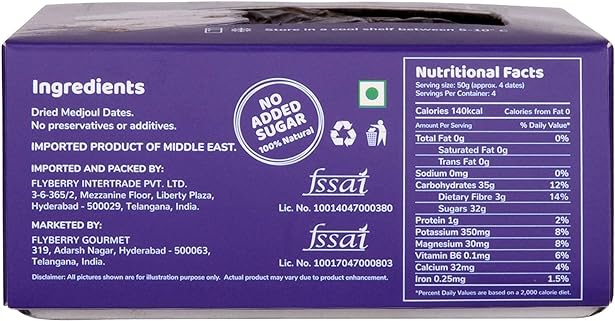 Store in a cool shelf between 5-10° C
Ingredients
Dried Medjoul Dates.
No preservatives or additives.
IMPORTED PRODUCT OF MIDDLE EAST.
IMPORTED AND PACKED BY:
FLYBERRY INTERTRADE PVT. LTD.
3-6-365/2, Mezzanine Floor, Liberty Plaza,
Hyderabad - 500029, Telangana, India.
MARKETED BY:
FLYBERRY GOURMET
319, Adarsh Nagar, Hyderabad - 500063,
Telangana, India.
Disclaimer: All pictures shown are for illustration purpose only. Actual product may vary due to product enhancement.
NO
ADDED
SUGAR
100% Natural
fssai
Lic. No. 10014047000380
fssai
Lic. No. 10017047000803
Nutritional Facts
Serving size: 50g (approx. 4 dates)
Servings Per Container: 4
Calories 140kcal Calories from Fat 0
Amount Per Serving % Daily Value*
Total Fat 0g 0%
Saturated Fat 0g
Trans Fat 0g
Sodium 0mg 0%
Carbohydrates 35g 12%
Dietary Fibre 3g 14%
Sugars 32g
Protein 1g 2%
Potassium 350mg 8%
Magnesium 30mg 8%
Vitamin B6 0.1mg 6%
Calcium 32mg 4%
Iron 0.25mg 1.5%
*Percent Daily Values are based on a 2,000 calorie diet.